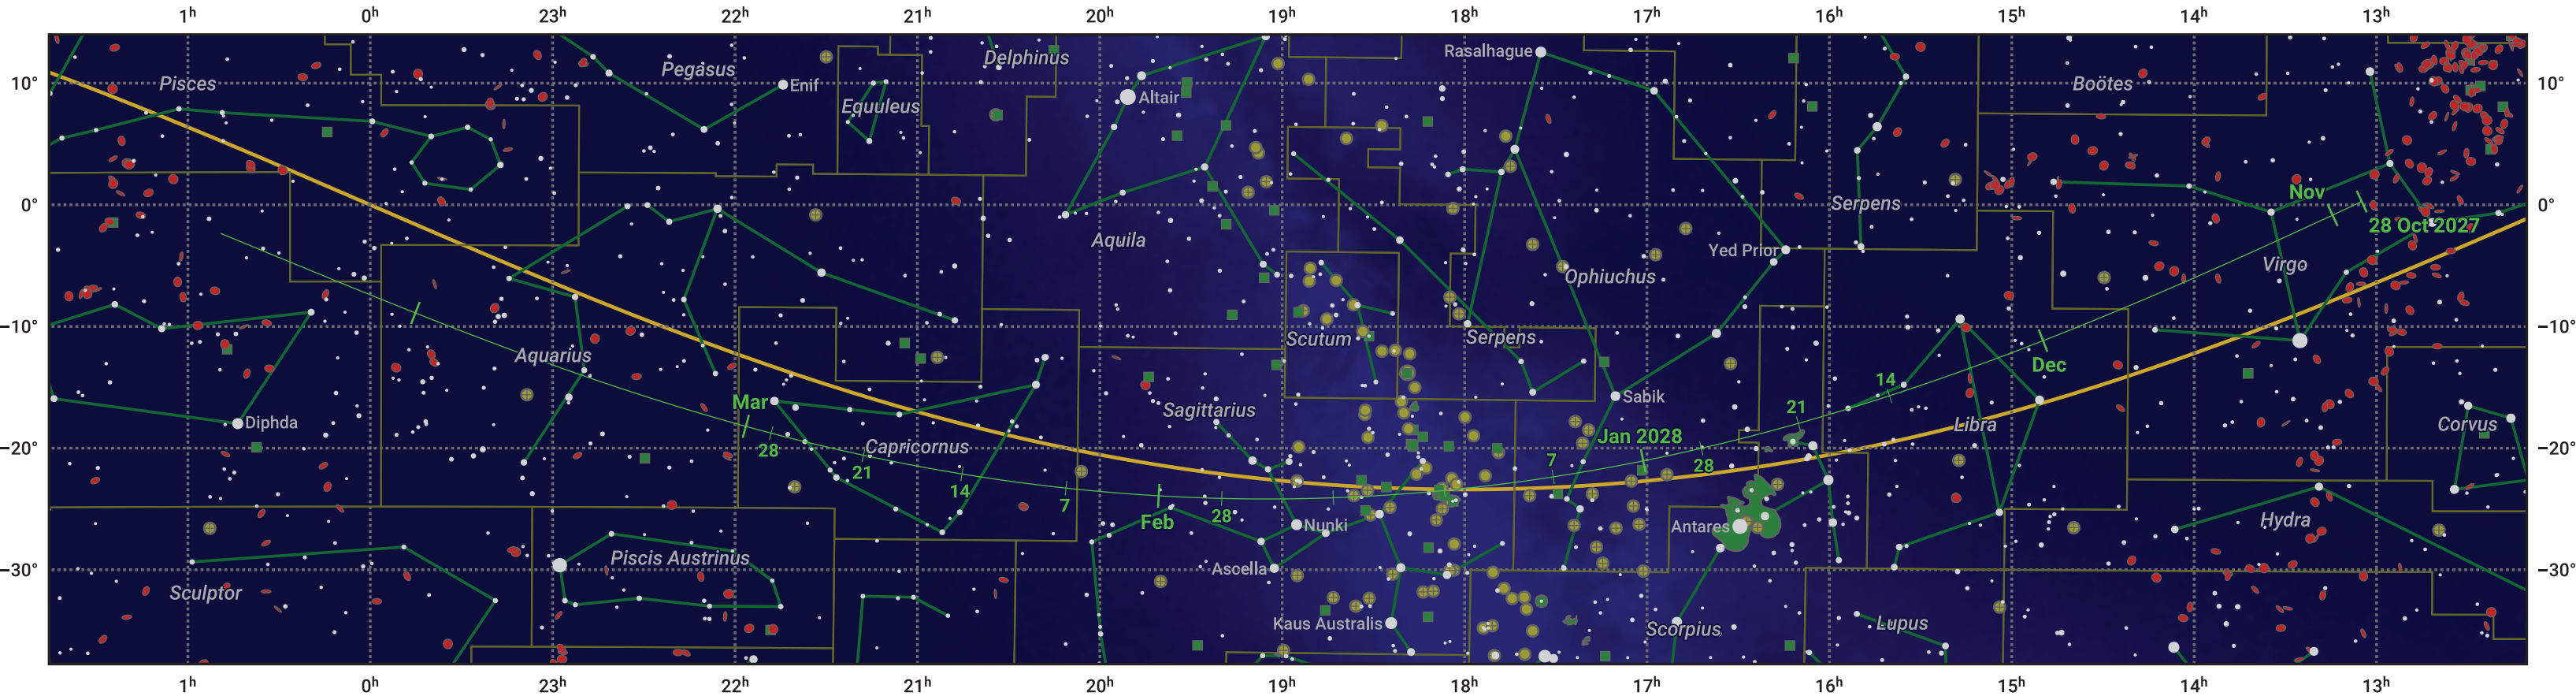 1ʰ 0ʰ 23ʰ 22ʰ 21ʰ 20ʰ 19ʰ 18ʰ 17ʰ 16ʰ 15ʰ 14ʰ 13ʰ
Rasalhague
Delphinus
Pisces
Pegasus
Enif
Boötes
10°
10°
Altair
Equuleus
Nov
Serpens
0°
0°
28 Oct 2027
Aquila
Yed Prior
Virgo
Ophiuchus
−10°
−10°
Scutum
Serpens
Aquarius
Dec
14
Sabik
Mar
21
Sagittarius
Diphda
Libra
Corvus
Jan 2028
Capricornus
−20°
−20°
28
7
28
21
14
7
28
Feb
Nunki
Antares
Hydra
Piscis Austrinus
Ascella
−30°
−30°
Sculptor
Kaus Australis
Scorpius
Lupus
1ʰ 0ʰ 23ʰ 22ʰ 21ʰ 20ʰ 19ʰ 18ʰ 17ʰ 16ʰ 15ʰ 14ʰ 13ʰ